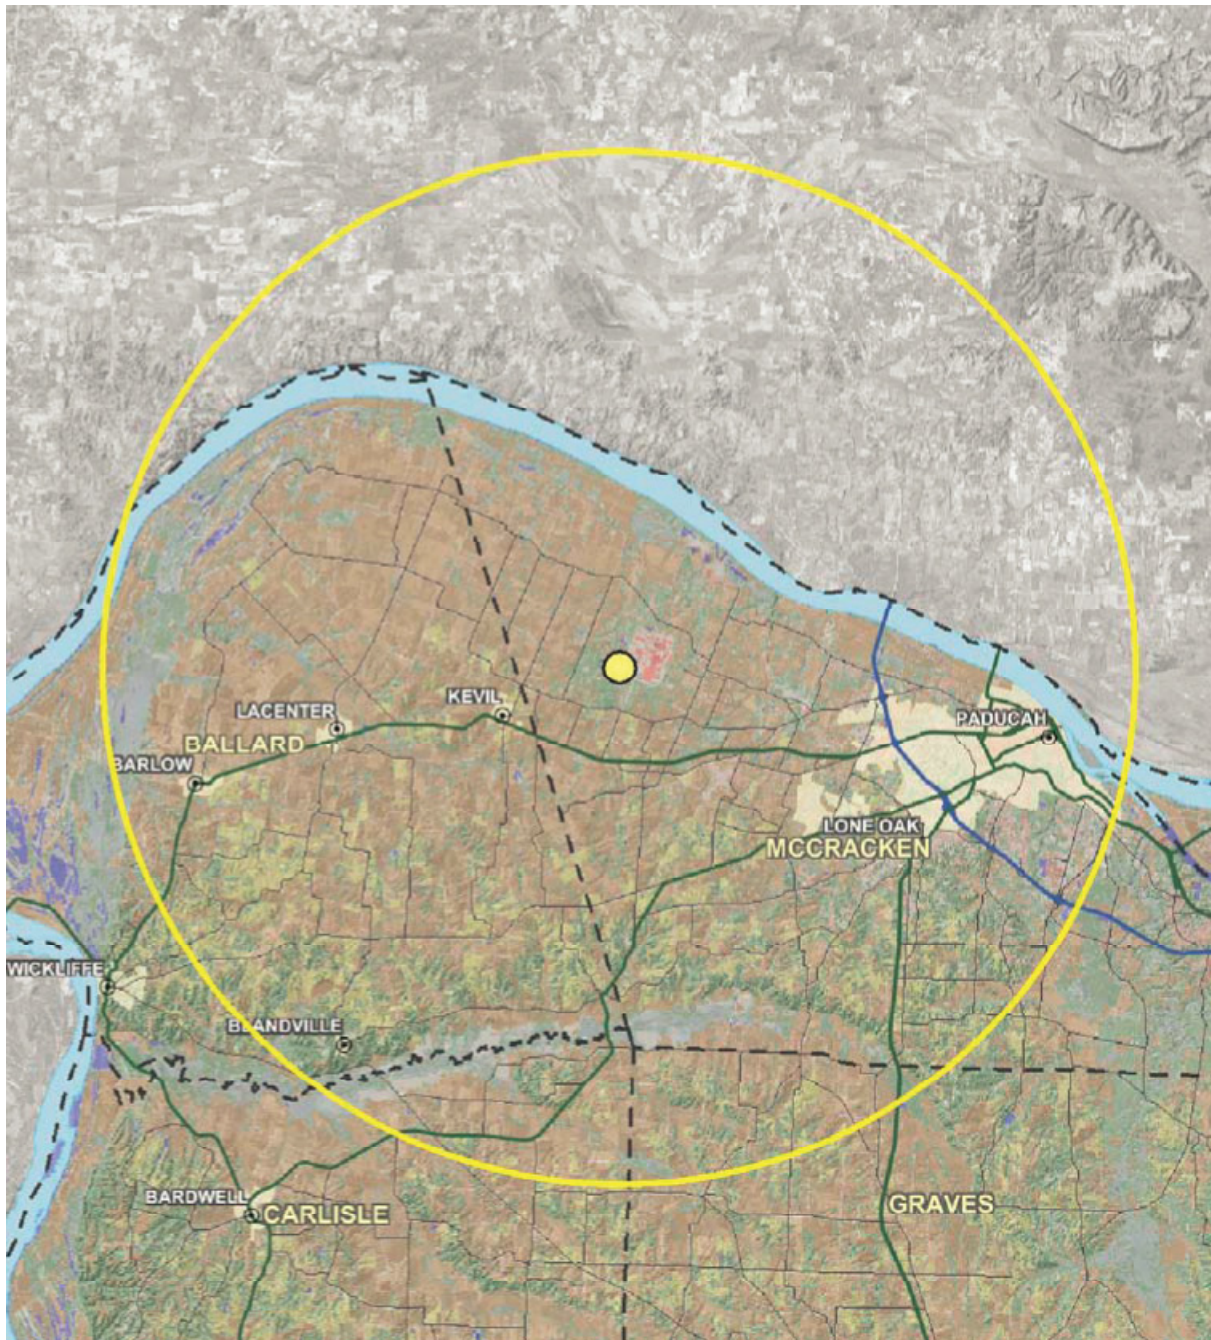 KEVIL
LACENTER
PADUCAH
BALLARD
BARLOW
LONE OAK
MCCRACKEN
WICKLIFFE
BLANDVILLE
BARDWELL
CARLISLE
GRAVES